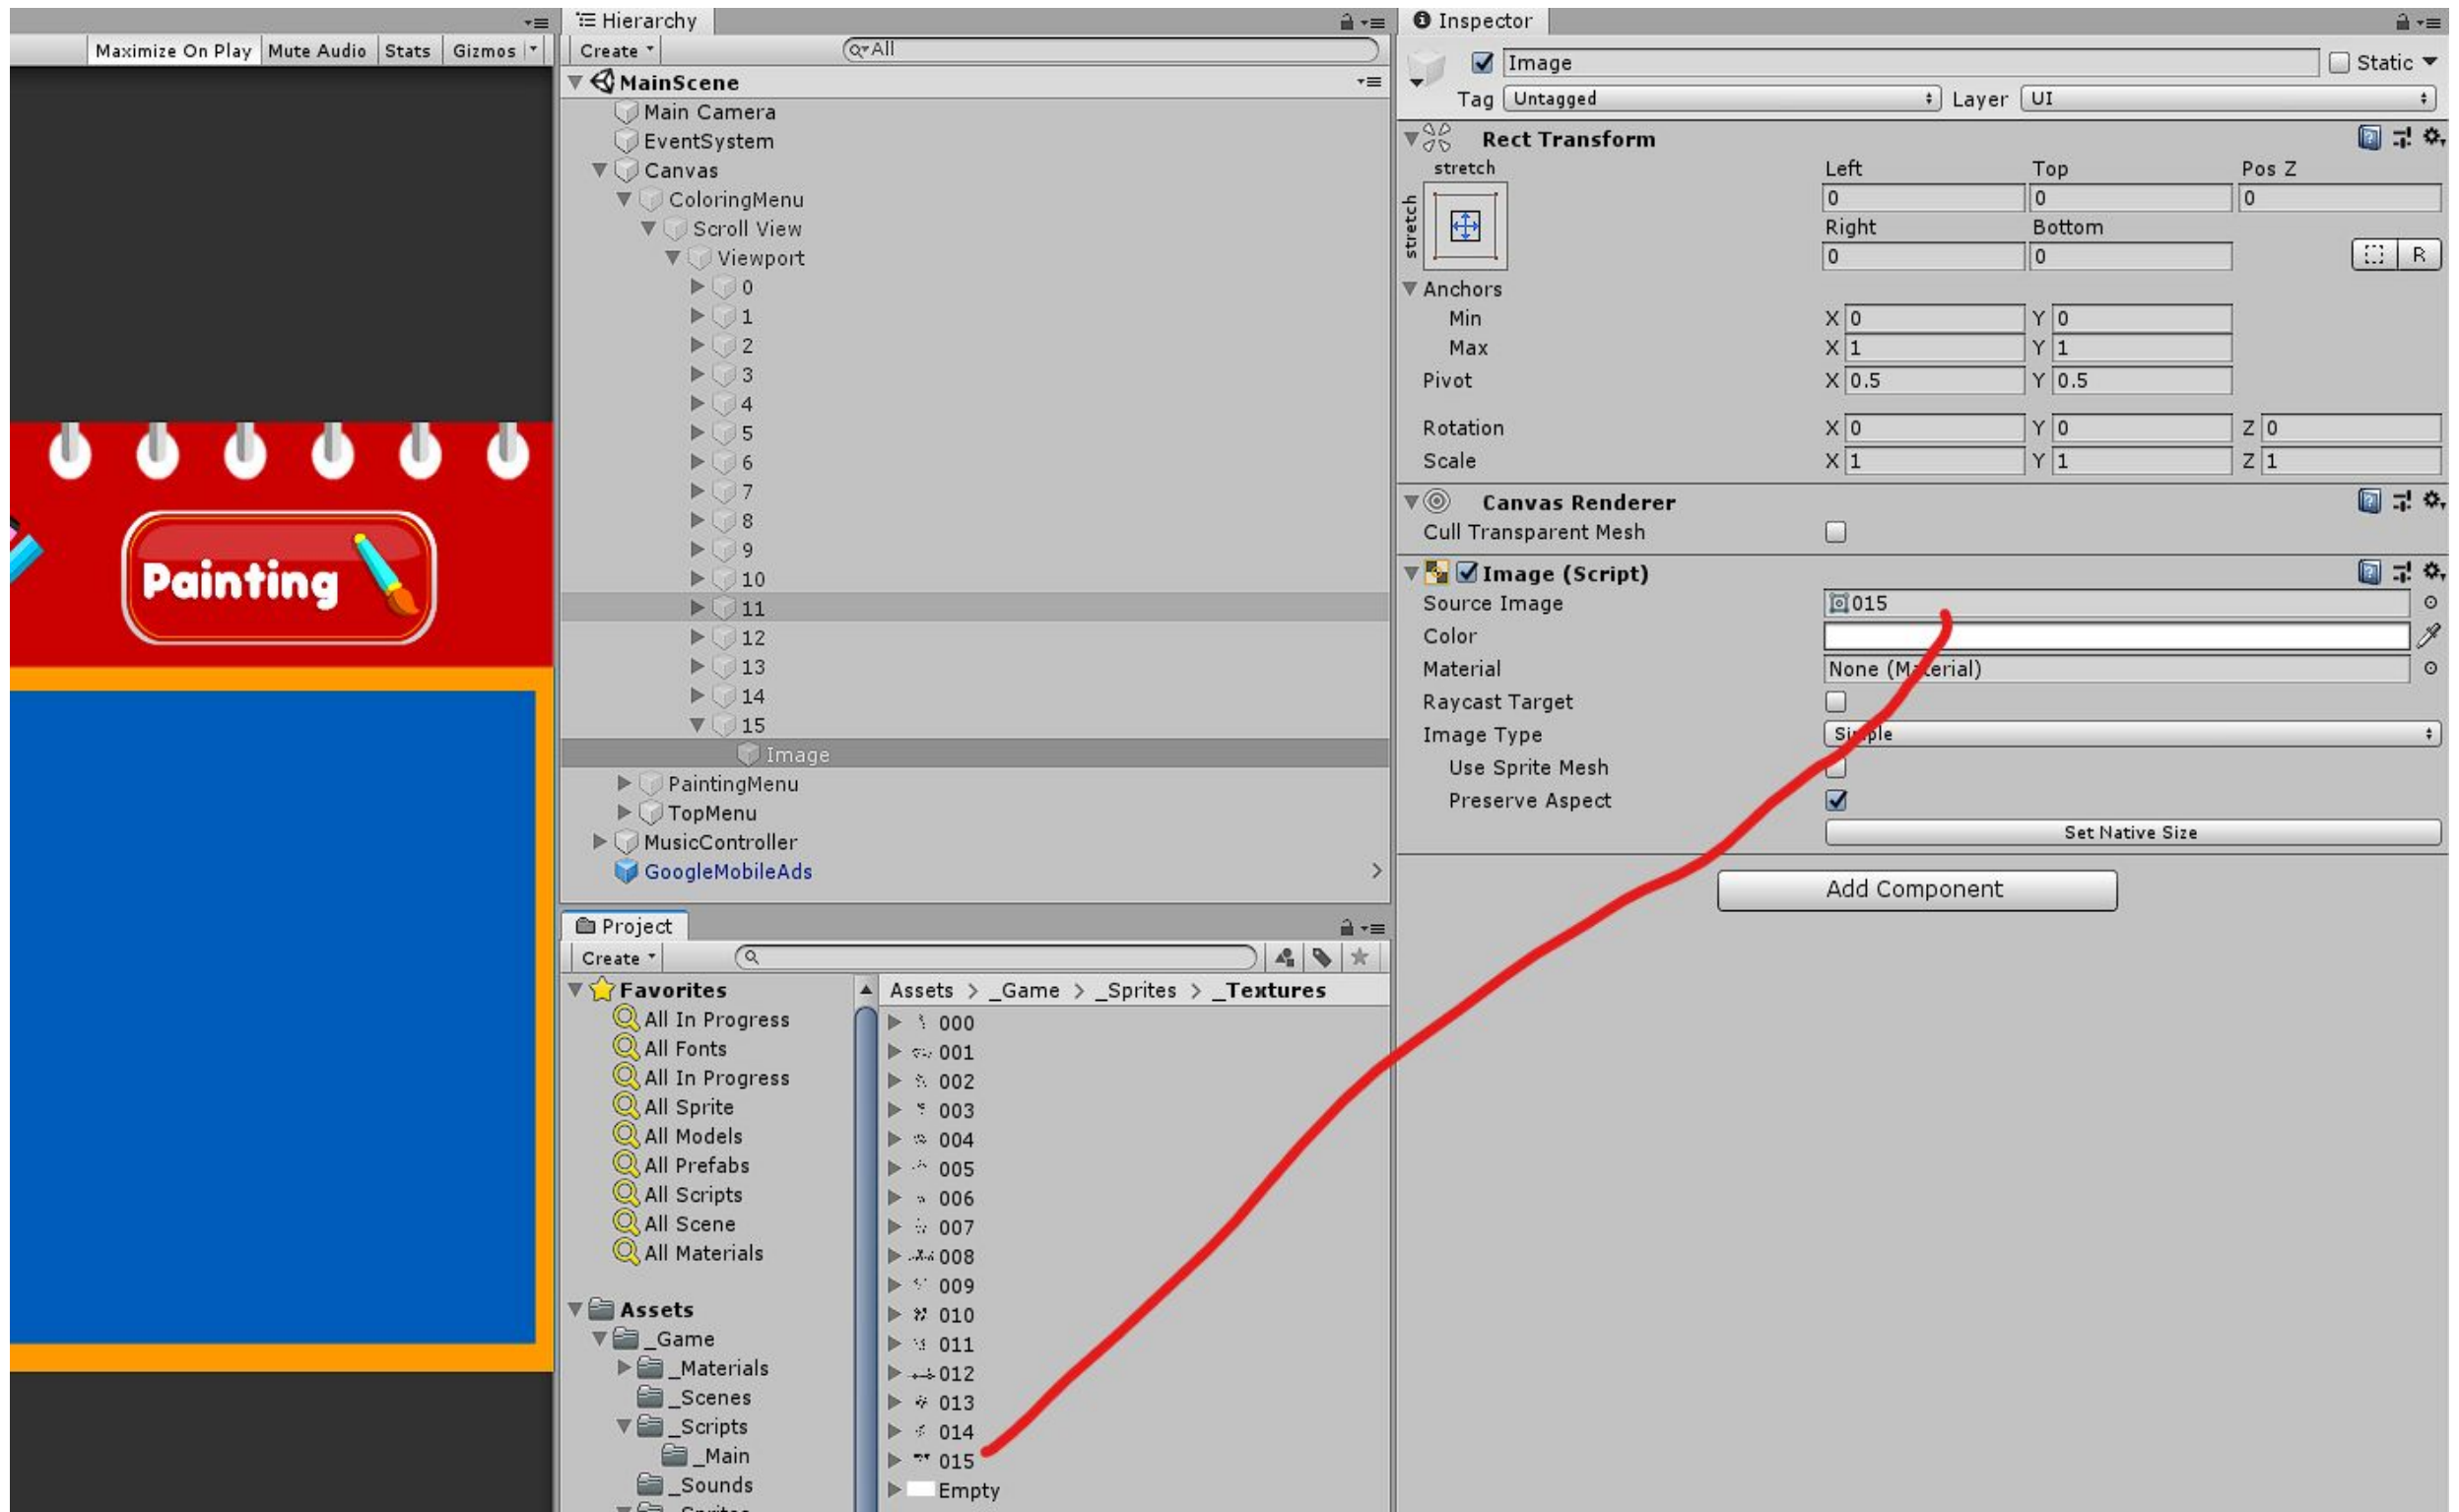 Maximize On Play Mute Audio Stats Gizmos
Painting
Hierarchy
Create All
MainScene
Main Camera
EventSystem
Canvas
ColoringMenu
Scroll View
Viewport
0
1
2
3
4
5
6
7
8
9
10
11
12
13
14
15
Image
PaintingMenu
TopMenu
MusicController
GoogleMobileAds
Project
Create
Favorites
All In Progress
All Fonts
All In Progress
All Sprite
All Models
All Prefabs
All Scripts
All Scene
All Materials
Assets
_Game
_Materials
_Scenes
_Scripts
_Main
_Sounds
Assets > _Game > _Sprites > _Textures
000
001
002
003
004
005
006
007
008
009
010
011
012
013
014
015
Empty
Inspector
Image Static
Tag Untagged Layer UI
Rect Transform
stretch Left Top Pos Z
stretch
0 0 0
Right Bottom
0 0 R
Anchors
Min X 0 Y 0
Max X 1 Y 1
Pivot X 0.5 Y 0.5
Rotation X 0 Y 0 Z 0
Scale X 1 Y 1 Z 1
Canvas Renderer
Cull Transparent Mesh
Image (Script)
Source Image 015
Color
Material None (Material)
Raycast Target
Image Type Simple
Use Sprite Mesh
Preserve Aspect
Set Native Size
Add Component